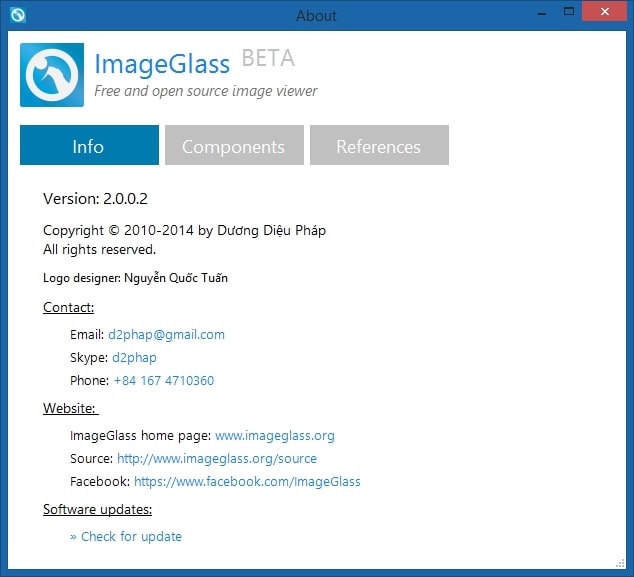 About
ImageGlass BETA
Free and open source image viewer
Info Components References
Version: 2.0.0.2
Copyright © 2010-2014 by Dương Diệu Pháp
All rights reserved.
Logo designer: Nguyễn Quốc Tuấn
Contact:
Email: d2phap@gmail.com
Skype: d2phap
Phone: +84 167 4710360
Website:
ImageGlass home page: www.imageglass.org
Source: http://www.imageglass.org/source
Facebook: https://www.facebook.com/ImageGlass
Software updates:
» Check for update